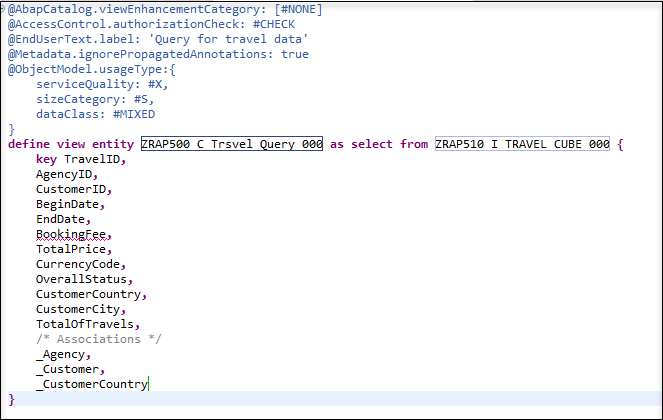 @AbapCatalog.viewEnhancementCategory: [#NONE]
@AccessControl.authorizationCheck: #CHECK
@EndUserText.label: 'Query for travel data'
@Metadata.ignorePropagatedAnnotations: true
@ObjectModel.usageType:{
    serviceQuality: #X,
    sizeCategory: #S,
    dataClass: #MIXED
}
define view entity ZRAP500_C_Trsvel_Query_000 as select from ZRAP510_I_TRAVEL_CUBE_000 {
    key TravelID,
    AgencyID,
    CustomerID,
    BeginDate,
    EndDate,
    BookingFee,
    TotalPrice,
    CurrencyCode,
    OverallStatus,
    CustomerCountry,
    CustomerCity,
    TotalOfTravels,
    /* Associations */
    _Agency,
    _Customer,
    _CustomerCountry
}